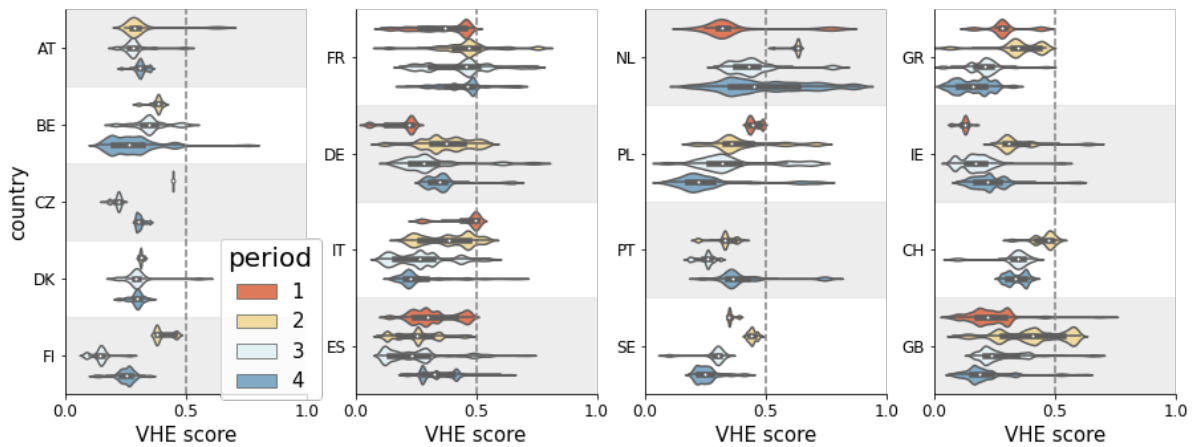 country
AT
BE
CZ
DK
FI
0.0 0.5 1.0
VHE score
period
1
2
3
4
FR
DE
IT
ES
0.0 0.5 1.0
VHE score
NL
PL
PT
SE
0.0 0.5 1.0
VHE score
GR
IE
CH
GB
0.0 0.5 1.0
VHE score